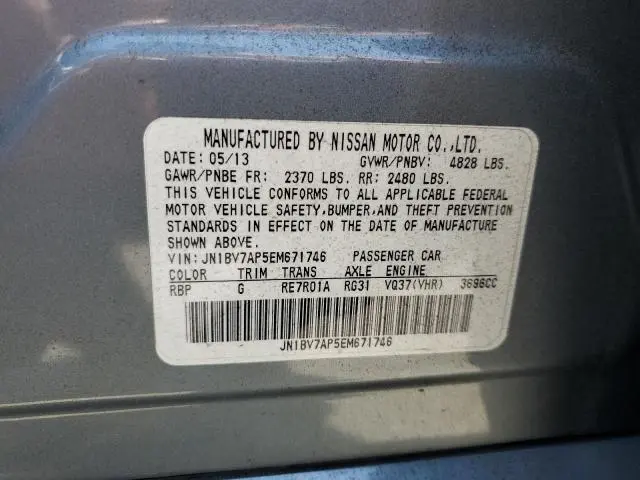 MANUFACTURED BY NISSAN MOTOR CO.,LTD.
DATE: 05/13 GVWR/PNBV: 4828 LBS.
GAWR/PNBE FR: 2370 LBS. RR: 2480 LBS.
THIS VEHICLE CONFORMS TO ALL APPLICABLE FEDERAL
MOTOR VEHICLE SAFETY,BUMPER,AND THEFT PREVENTION
STANDARDS IN EFFECT ON THE DATE OF MANUFACTURE
SHOWN ABOVE.
VIN: JN1BV7AP5EM671746 PASSENGER CAR
COLOR TRIM TRANS AXLE ENGINE
RBP G RE7R01A RG31 VQ37(VHR) 3696CC
JN1BV7AP5EM671746